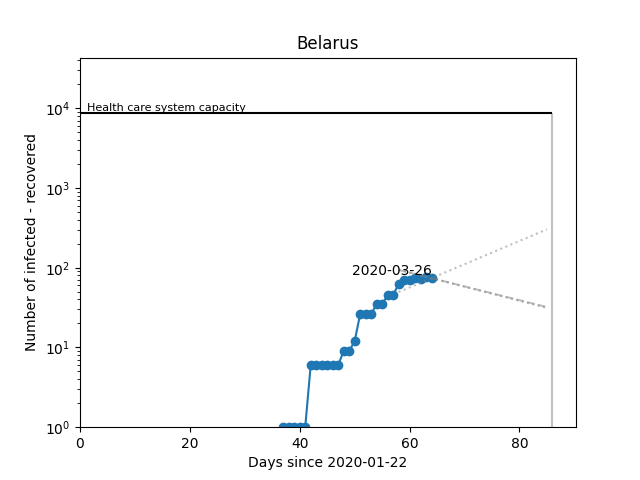 Belarus
Number of infected - recovered
10^4
10^3
10^2
10^1
10^0
Health care system capacity
2020-03-26
0 20 40 60 80
Days since 2020-01-22